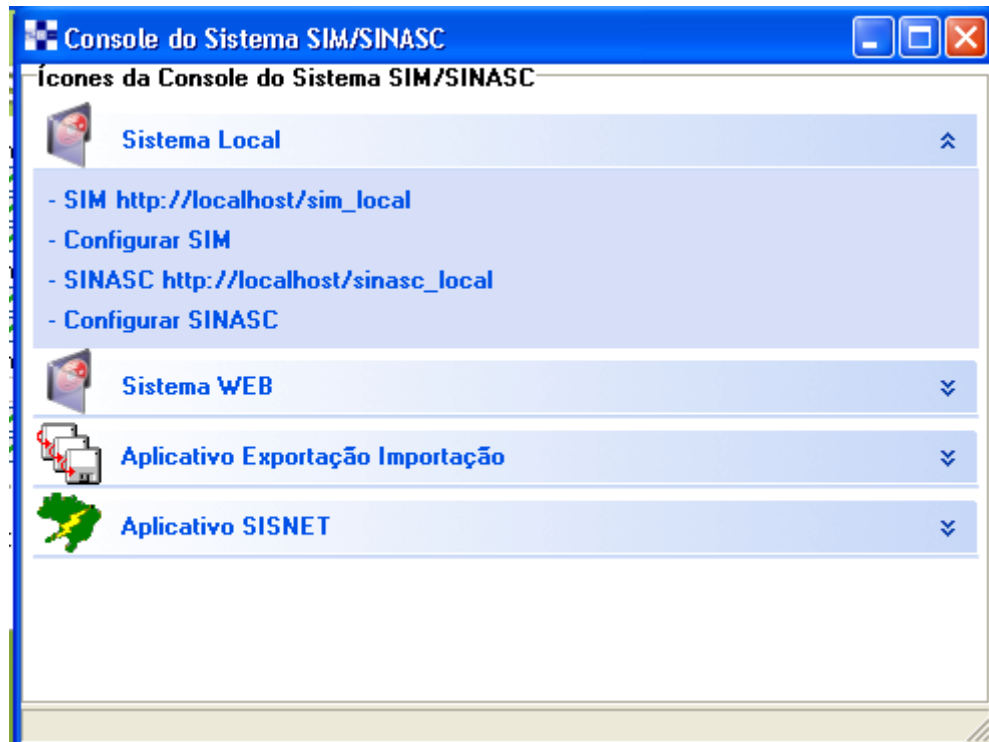 Console do Sistema SIM/SINASC
Ícones da Console do Sistema SIM/SINASC
Sistema Local
- SIM http://localhost/sim_local
- Configurar SIM
- SINASC http://localhost/sinasc_local
- Configurar SINASC
Sistema WEB
Aplicativo Exportação Importação
Aplicativo SISNET